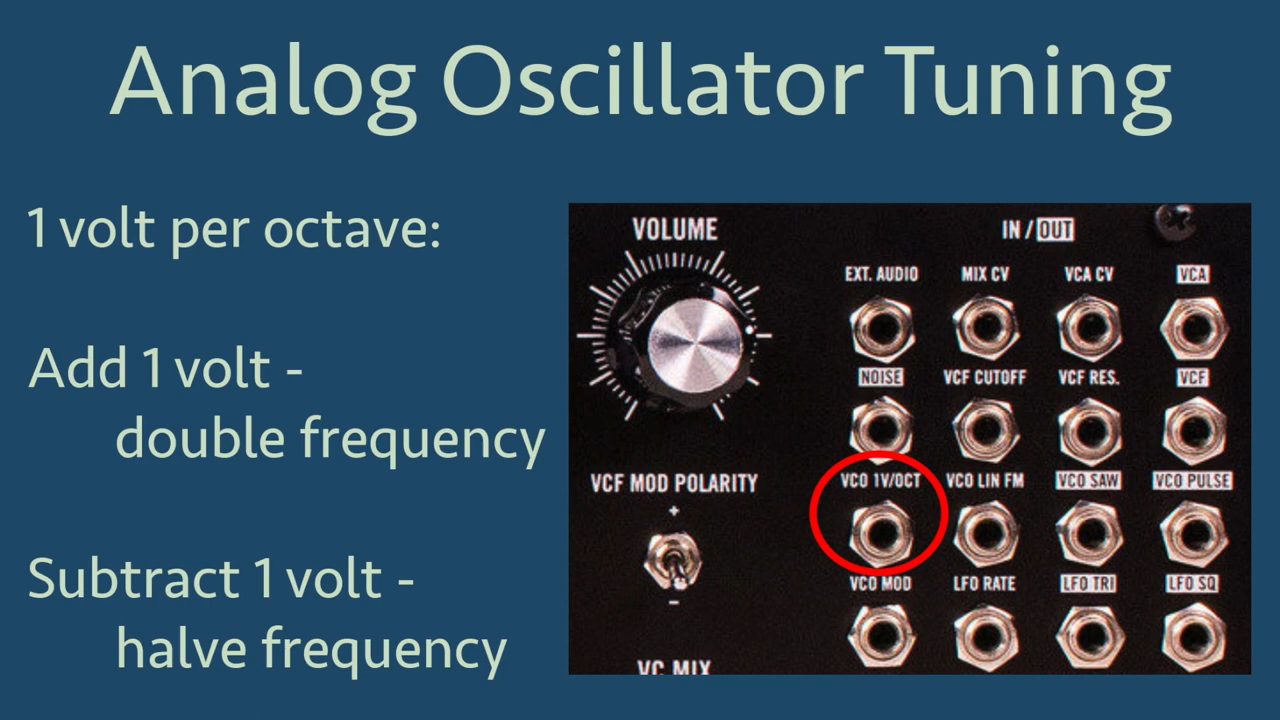 Analog Oscillator Tuning
1 volt per octave:
Add 1 volt -
double frequency
Subtract 1 volt -
halve frequency
VOLUME
IN / OUT
EXT. AUDIO MIX CV VCA CV VCA
NOISE VCF CUTOFF VCF RES. VCF
VCF MOD POLARITY
+
−
VCO 1V/OCT VCO LIN FM VCO SAW VCO PULSE
VCO MOD LFO RATE LFO TRI LFO SQ
VC MIX